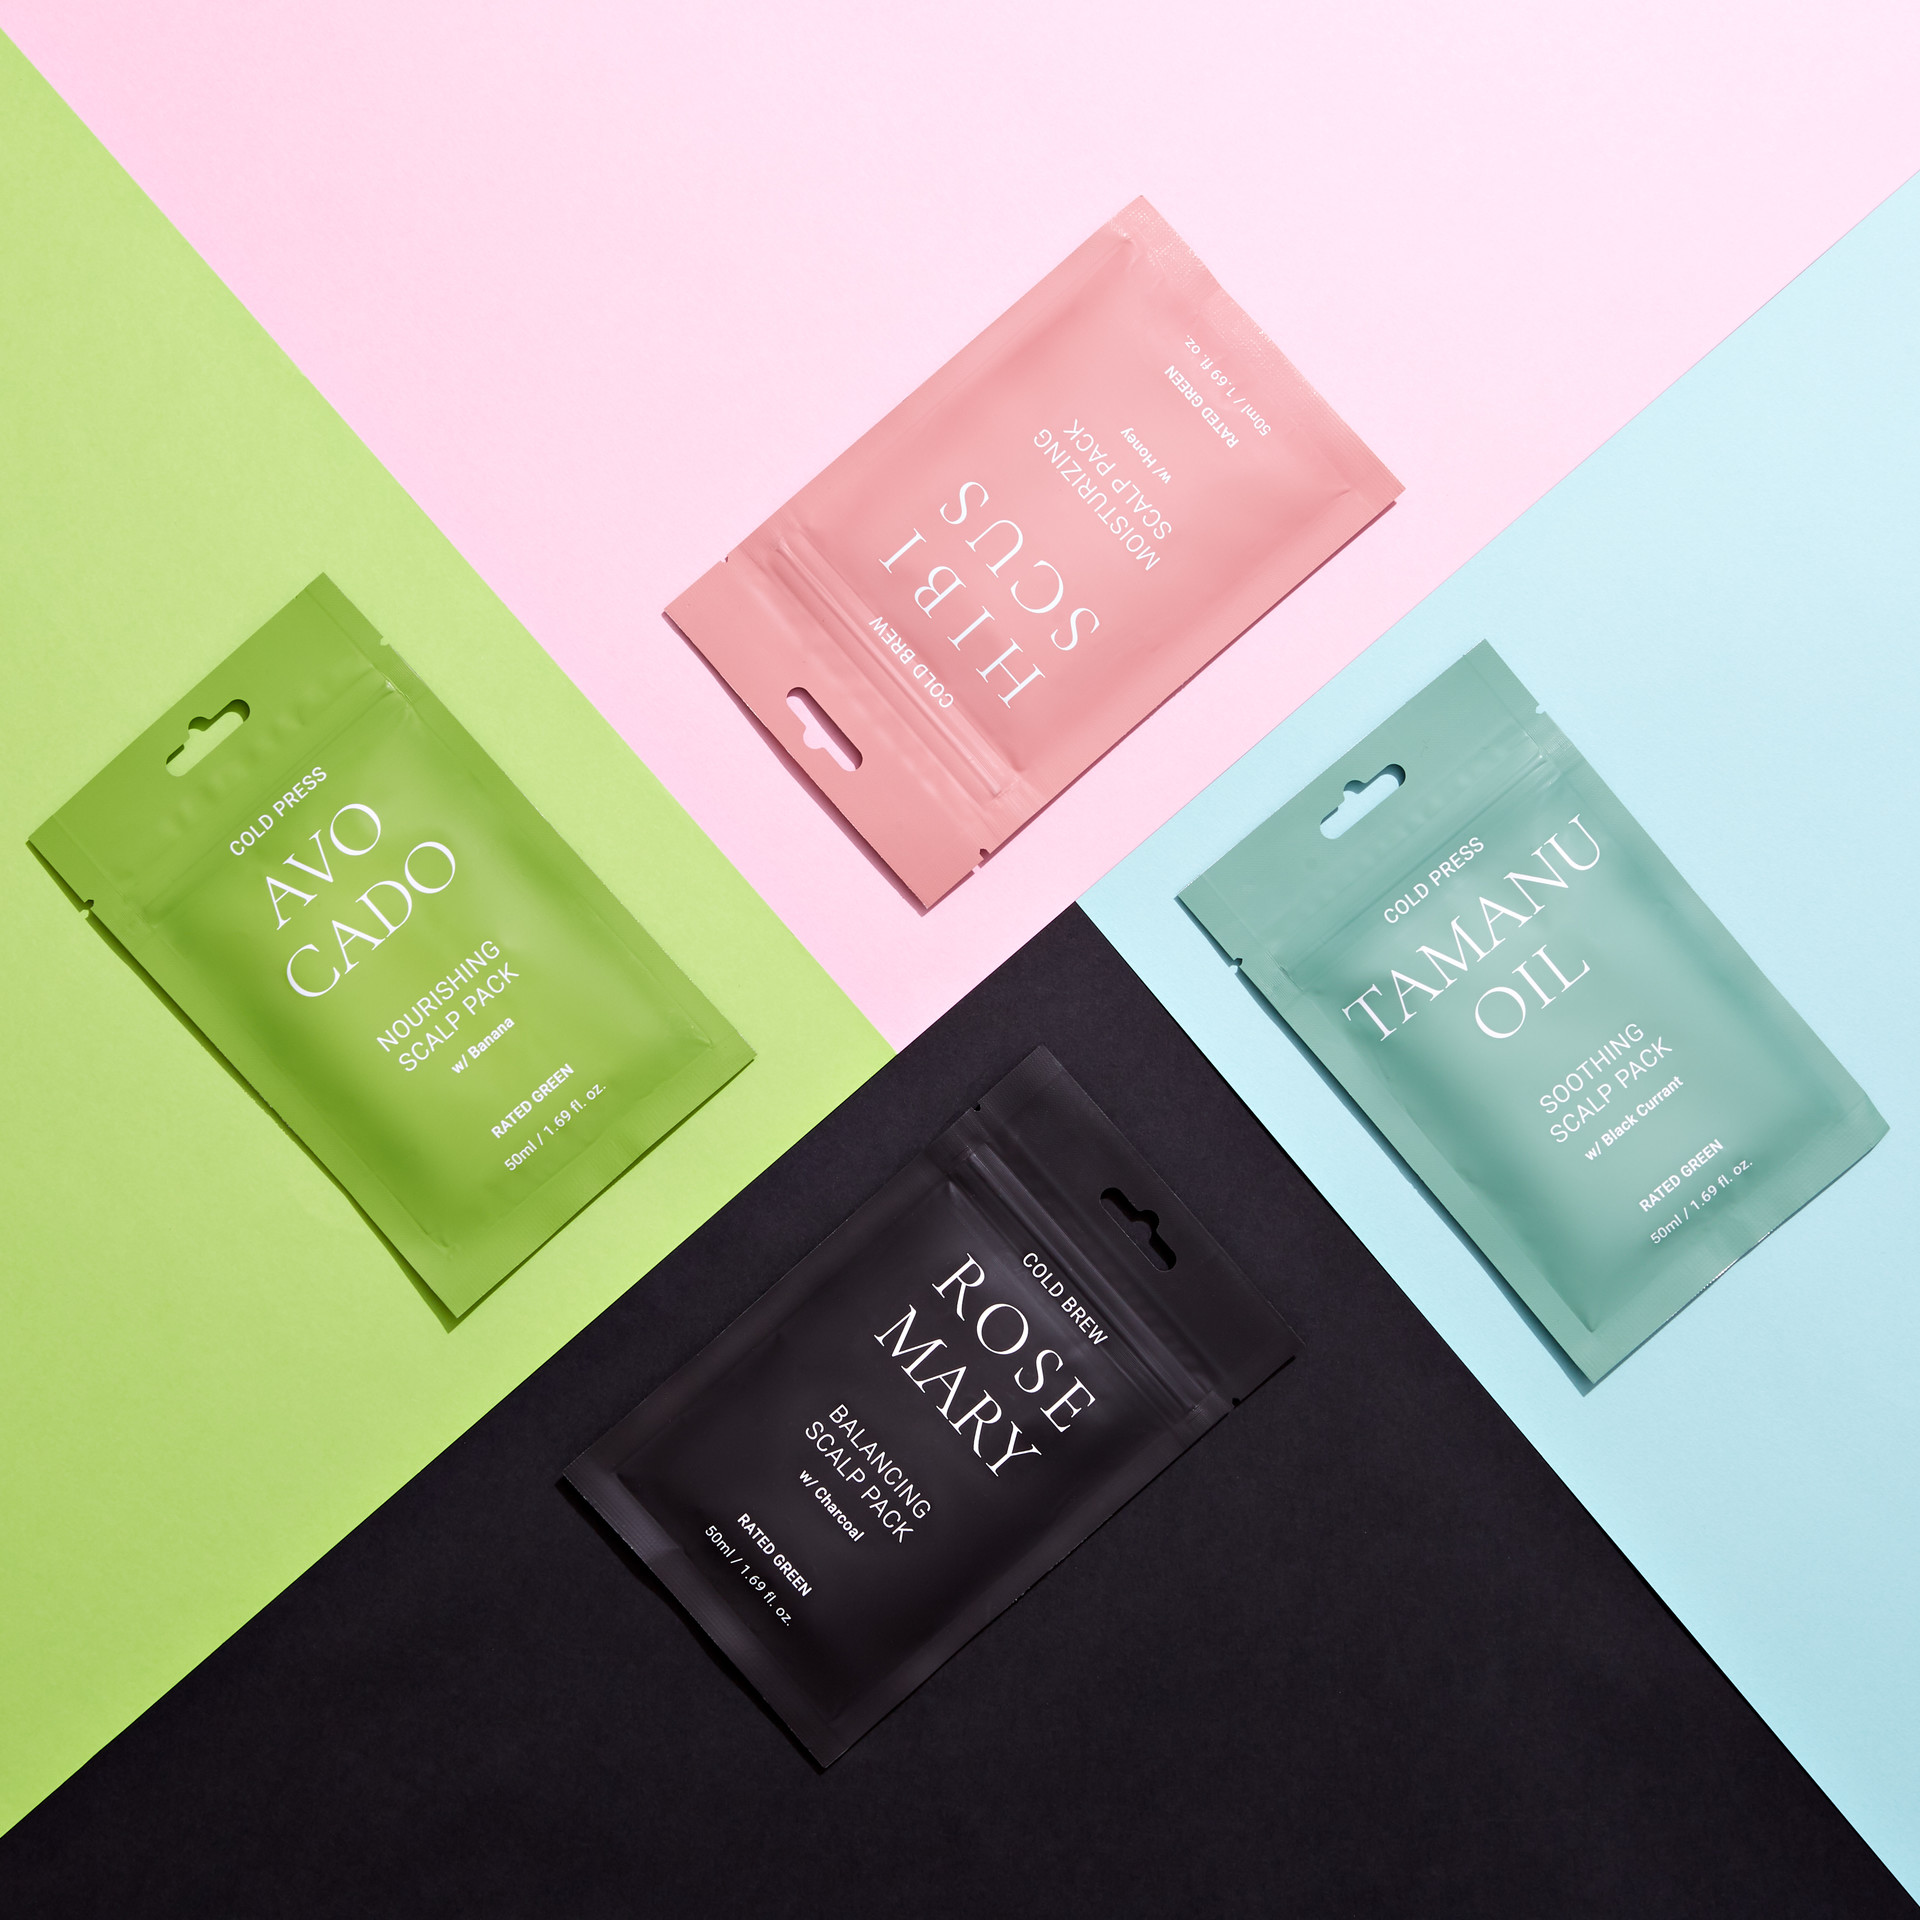 COLD BREW
HIBI
SCUS
MOISTURIZING
SCALP PACK
w/ Honey
RATED GREEN
50ml / 1.69 fl. oz.
COLD PRESS
AVO
CADO
NOURISHING
SCALP PACK
w/ Banana
RATED GREEN
50ml / 1.69 fl. oz.
COLD PRESS
TAMANU
OIL
SOOTHING
SCALP PACK
w/ Black Currant
RATED GREEN
50ml / 1.69 fl. oz.
COLD BREW
ROSE
MARY
BALANCING
SCALP PACK
w/ Charcoal
RATED GREEN
50ml / 1.69 fl. oz.